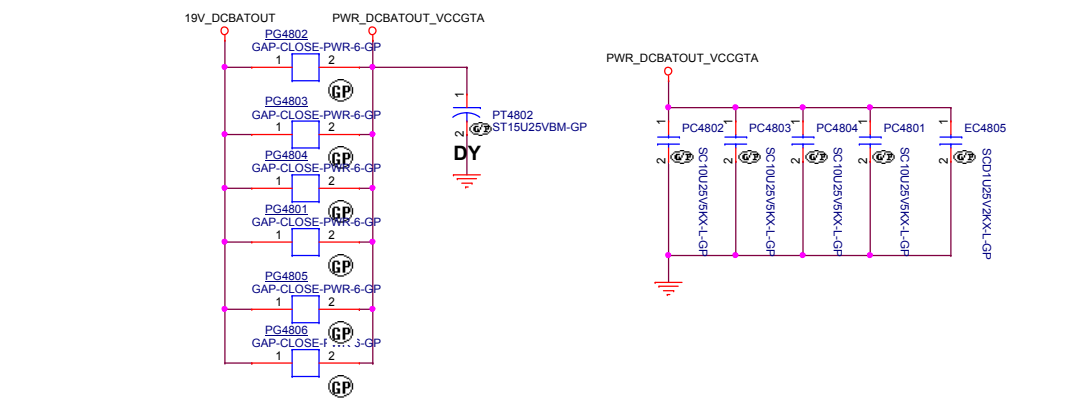 19V_DCBATOUT
PWR_DCBATOUT_VCCGTA
PG4802
GAP-CLOSE-PWR-6-GP
1 2
GP
PG4803
GAP-CLOSE-PWR-6-GP
1 2
GP
PG4804
GAP-CLOSE-PWR-6-GP
1 2
GP
PG4801
GAP-CLOSE-PWR-6-GP
1 2
GP
PG4805
GAP-CLOSE-PWR-6-GP
1 2
GP
PG4806
1 2
GP
1
2
PT4802
ST15U25VBM-GP
DY
PWR_DCBATOUT_VCCGTA
1
2
PC4802
SC10U25V5KX-L-GP
1
2
PC4803
SC10U25V5KX-L-GP
1
2
PC4804
SC10U25V5KX-L-GP
1
2
PC4801
SC10U25V5KX-L-GP
1
2
EC4805
SCD1U25V2KX-L-GP